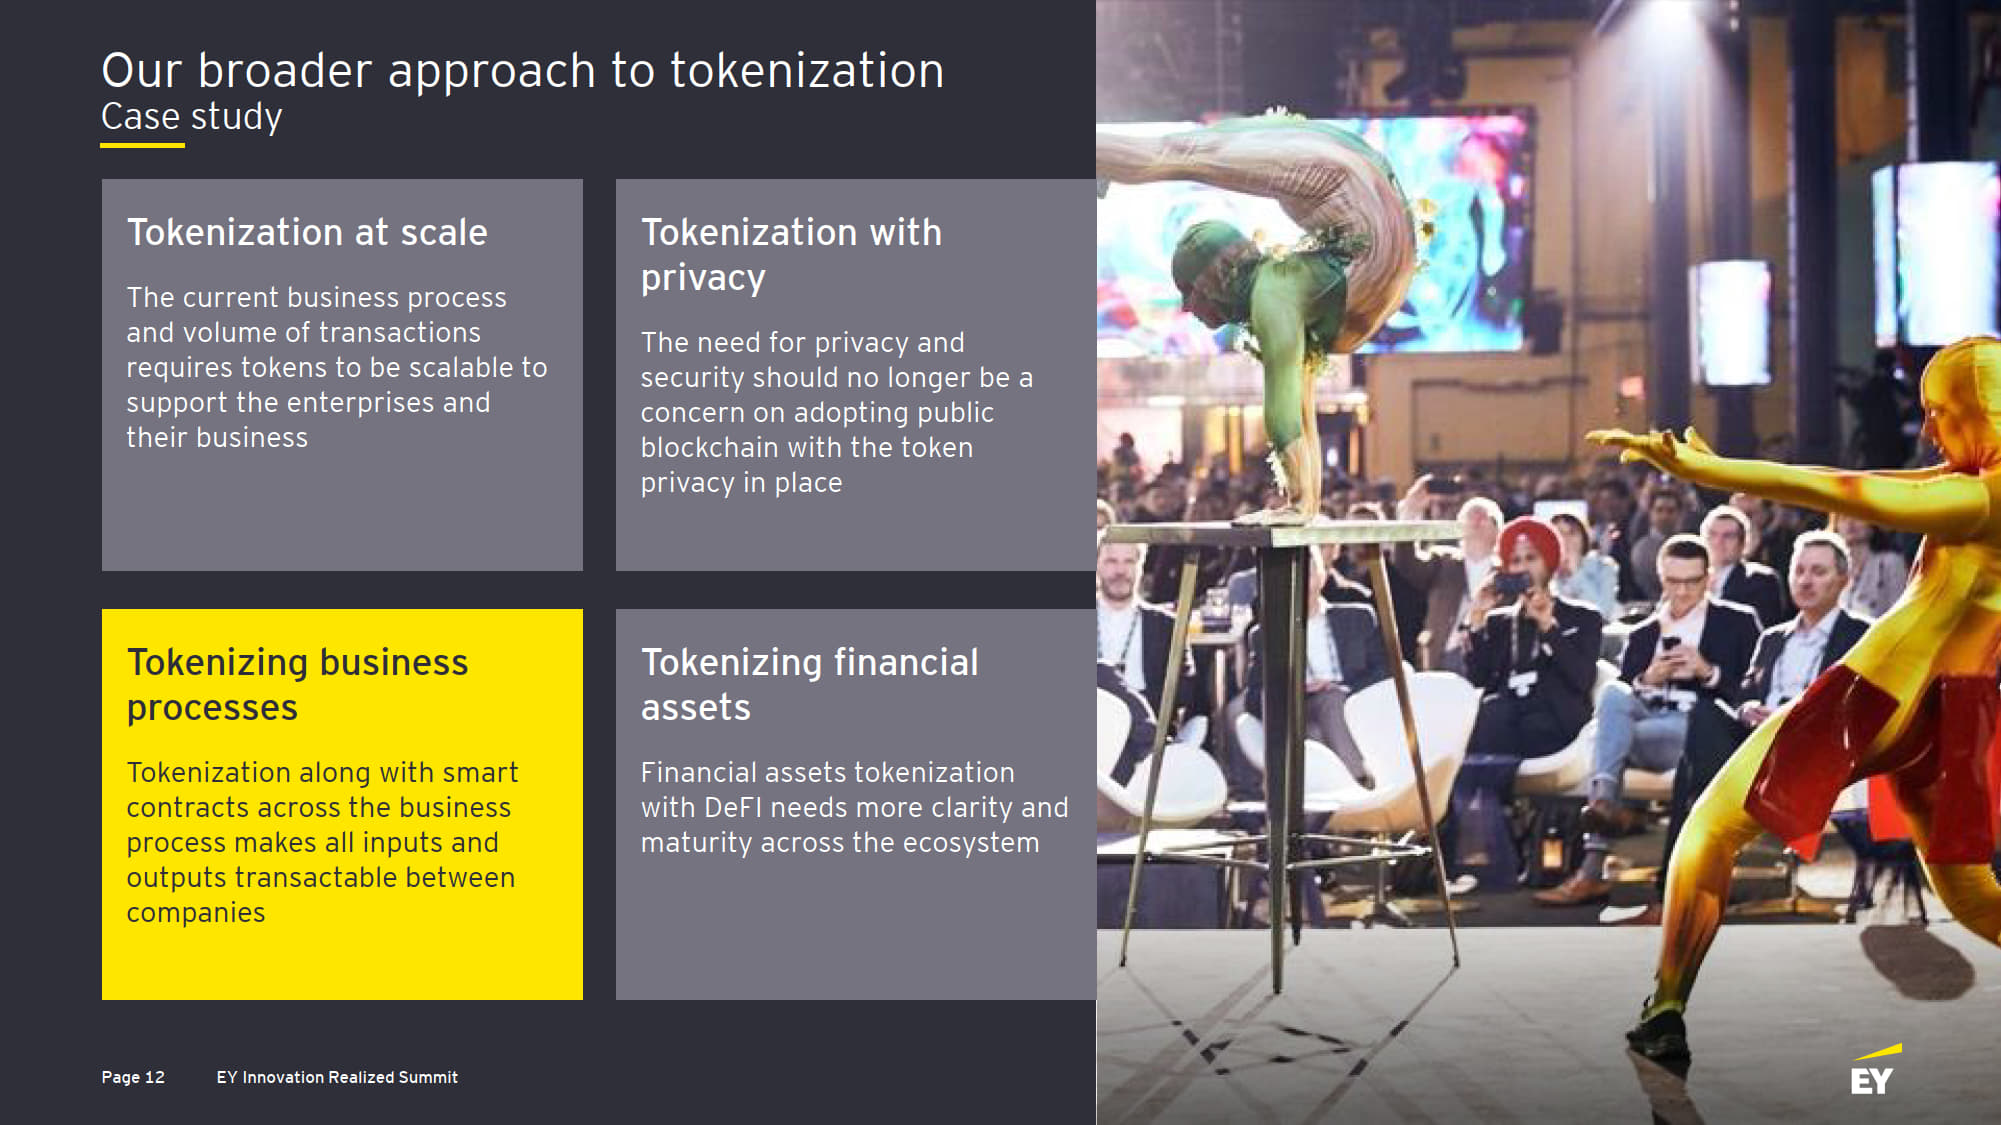 Our broader approach to tokenization
Case study
Tokenization at scale
The current business process
and volume of transactions
requires tokens to be scalable to
support the enterprises and
their business
Tokenization with
privacy
The need for privacy and
security should no longer be a
concern on adopting public
blockchain with the token
privacy in place
Tokenizing business
processes
Tokenization along with smart
contracts across the business
process makes all inputs and
outputs transactable between
companies
Tokenizing financial
assets
Financial assets tokenization
with DeFI needs more clarity and
maturity across the ecosystem
Page 12 EY Innovation Realized Summit
EY